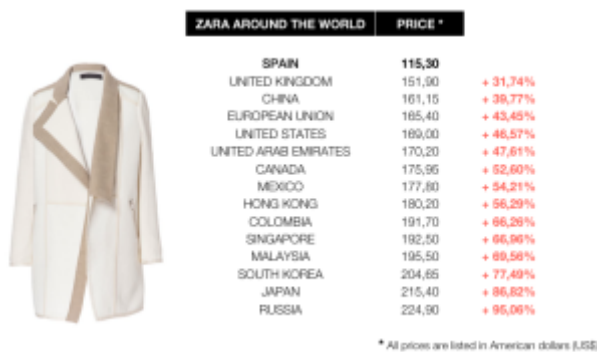 ZARA AROUND THE WORLD PRICE *
SPAIN 115,30
UNITED KINGDOM 151,90 + 31,74%
CHINA 161,15 + 39,77%
EUROPEAN UNION 165,40 + 43,45%
UNITED STATES 169,00 + 46,57%
UNITED ARAB EMIRATES 170,20 + 47,61%
CANADA 175,95 + 52,60%
MEXICO 177,80 + 54,21%
HONG KONG 180,20 + 56,29%
COLOMBIA 191,70 + 66,26%
SINGAPORE 192,50 + 66,96%
MALAYSIA 195,50 + 69,56%
SOUTH KOREA 204,65 + 77,49%
JAPAN 215,40 + 86,82%
RUSSIA 224,90 + 95,06%
* All prices are listed in American dollars (US$